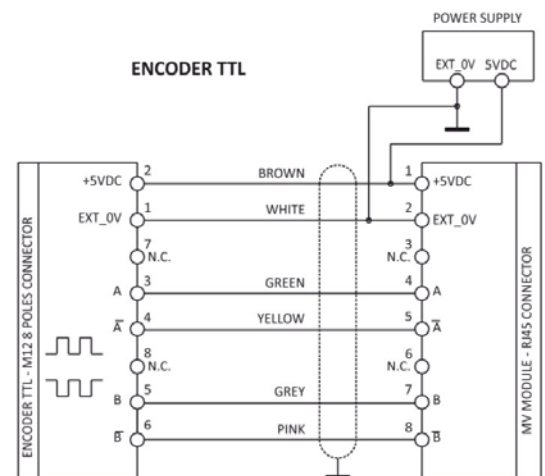 POWER SUPPLY
EXT_0V 5VDC
ENCODER TTL
ENCODER TTL - M12 8 POLES CONNECTOR
MV MODULE - RJ45 CONNECTOR
+5VDC 2 BROWN 1 +5VDC
EXT_0V 1 WHITE 2 EXT_0V
7 N.C. 3 N.C.
A 3 GREEN 4 A
A̅ 4 YELLOW 5 A̅
8 N.C. 6 N.C.
B 5 GREY 7 B
B̅ 6 PINK 8 B̅